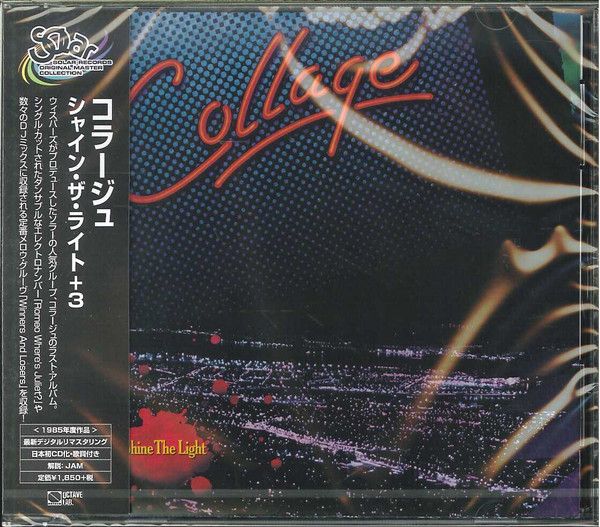 Solar
SOLAR RECORDS
ORIGINAL MASTER
COLLECTION
コラージュ
シャイン・ザ・ライト+3
ウィスパーズがプロデュースしたソラーの人気グループ、コラージュのラスト・アルバム。
シングル・カットされたダンサブルなエレクトロナンバー「Romeo Where's Juliet?」や
数々のDJミックスに収録される定番メロウ・グルーヴ「Winners And Losers」を収録!
< 1985年度作品 >
最新デジタルリマスタリング
日本初CD化・歌詞付き
解説: JAM
定価¥1,850+税
OCTAVE
LAB.
Collage
hine The Light